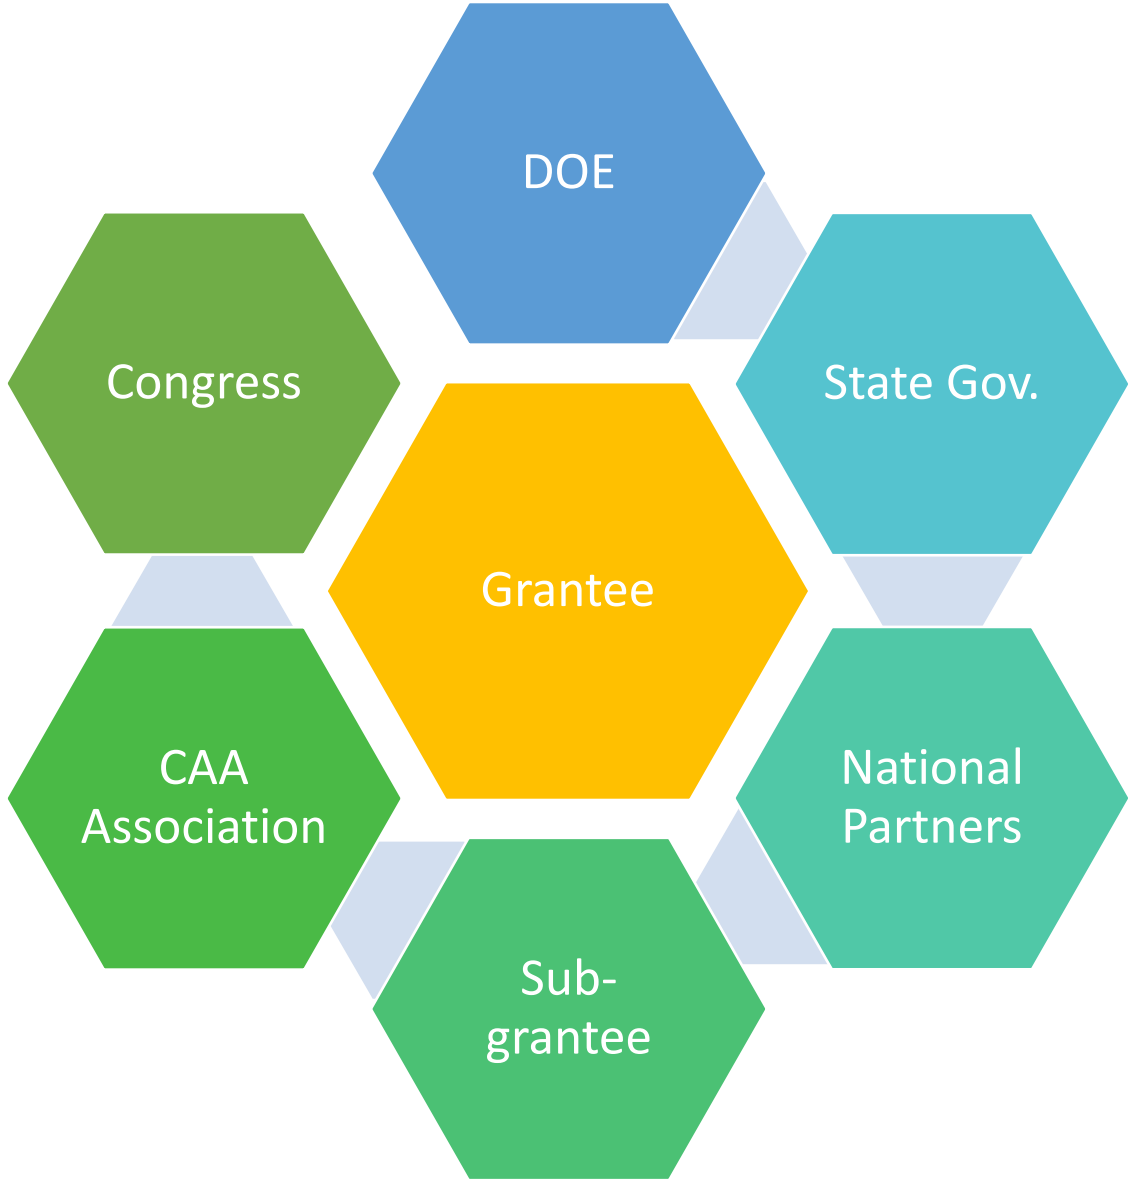 DOE
State Gov.
National
Partners
Sub-
grantee
CAA
Association
Congress
Grantee